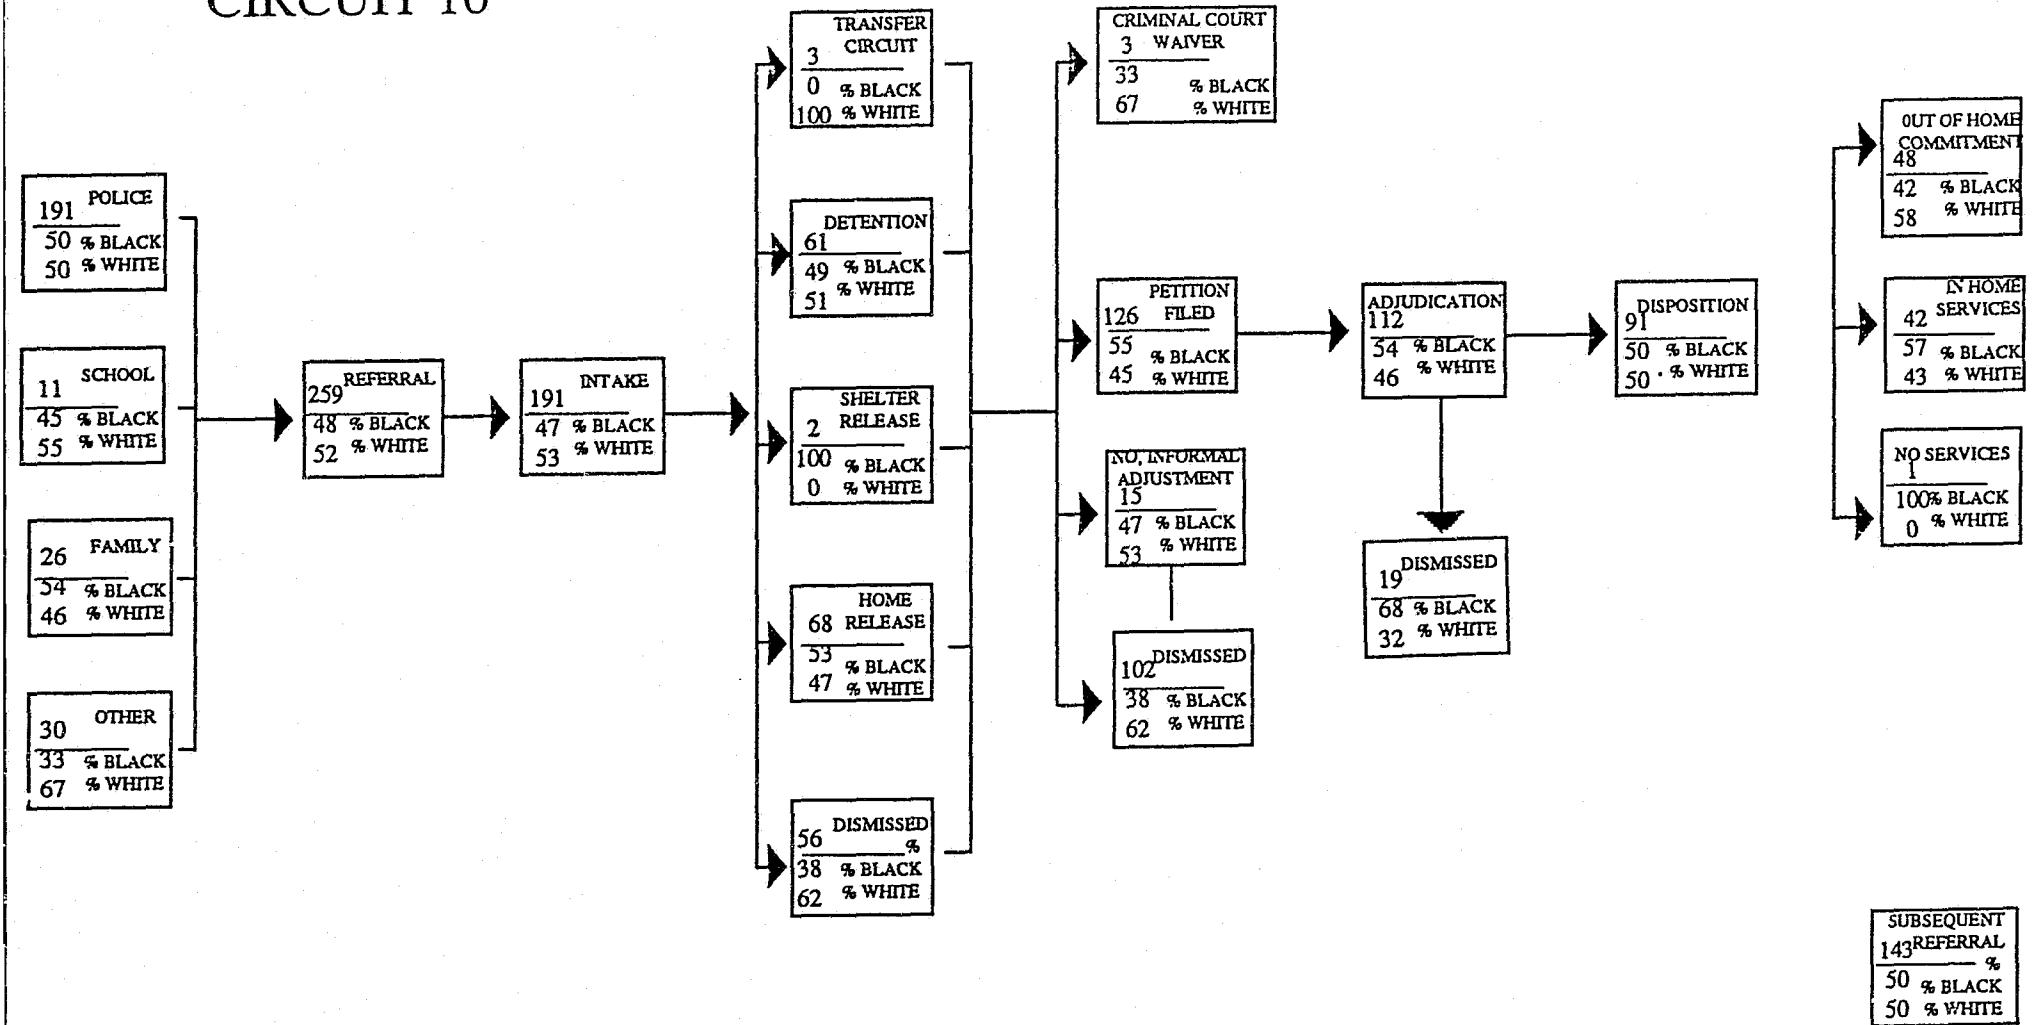 CIRCUIT 10
191 POLICE
50 % BLACK
50 % WHITE
11 SCHOOL
45 % BLACK
55 % WHITE
26 FAMILY
54 % BLACK
46 % WHITE
30 OTHER
33 % BLACK
67 % WHITE
259 REFERRAL
48 % BLACK
52 % WHITE
191 INTAKE
47 % BLACK
53 % WHITE
TRANSFER
3 CIRCUIT
0 % BLACK
100 % WHITE
DETENTION
61
49 % BLACK
51 % WHITE
SHELTER
2 RELEASE
100 % BLACK
0 % WHITE
HOME
68 RELEASE
53 % BLACK
47 % WHITE
56 DISMISSED
%
38 % BLACK
62 % WHITE
CRIMINAL COURT
3 WAIVER
33 % BLACK
67 % WHITE
PETITION
126 FILED
55 % BLACK
45 % WHITE
NO, INFORMAL
ADJUSTMENT
15
47 % BLACK
53 % WHITE
102 DISMISSED
38 % BLACK
62 % WHITE
ADJUDICATION
112
54 % BLACK
46 % WHITE
19 DISMISSED
68 % BLACK
32 % WHITE
DISPOSITION
91
50 % BLACK
50 % WHITE
OUT OF HOME
COMMITMENT
48
42 % BLACK
58 % WHITE
IN HOME
42 SERVICES
57 % BLACK
43 % WHITE
NO SERVICES
1
100% BLACK
0 % WHITE
SUBSEQUENT
143 REFERRAL
%
50 % BLACK
50 % WHITE